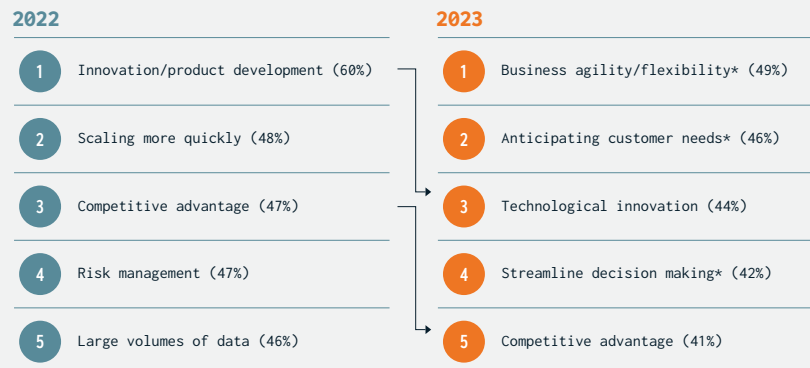 2022
1 Innovation/product development (60%)
2 Scaling more quickly (48%)
3 Competitive advantage (47%)
4 Risk management (47%)
5 Large volumes of data (46%)
2023
1 Business agility/flexibility* (49%)
2 Anticipating customer needs* (46%)
3 Technological innovation (44%)
4 Streamline decision making* (42%)
5 Competitive advantage (41%)